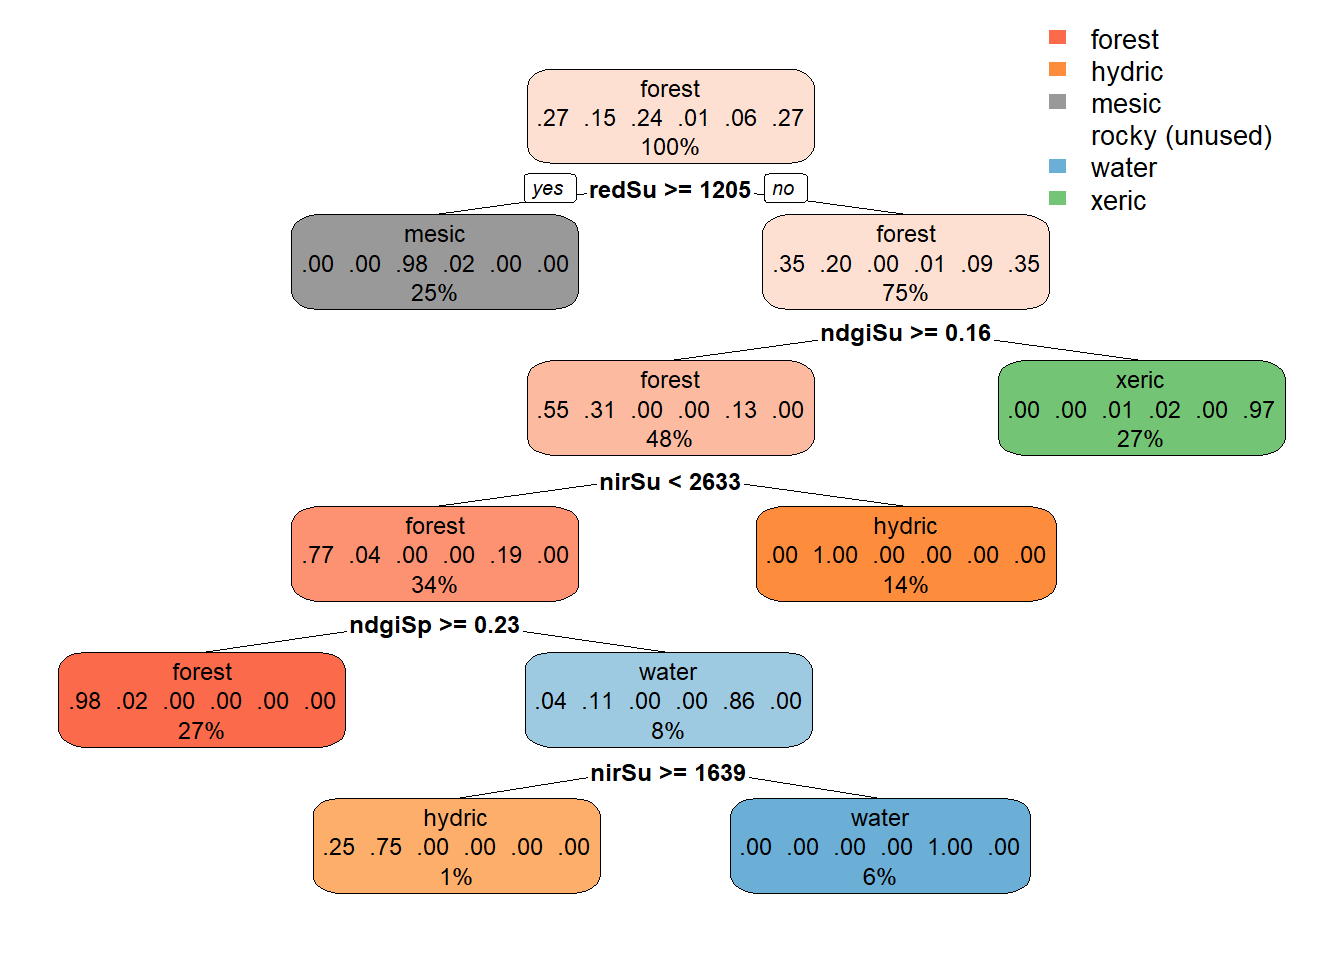 forest
hydric
mesic
rocky (unused)
water
xeric
forest
.27 .15 .24 .01 .06 .27
100%
yes redSu >= 1205 no
mesic
.00 .00 .98 .02 .00 .00
25%
forest
.35 .20 .00 .01 .09 .35
75%
ndgiSu >= 0.16
forest
.55 .31 .00 .00 .13 .00
48%
xeric
.00 .00 .01 .02 .00 .97
27%
nirSu < 2633
forest
.77 .04 .00 .00 .19 .00
34%
hydric
.00 1.00 .00 .00 .00 .00
14%
ndgiSp >= 0.23
forest
.98 .02 .00 .00 .00 .00
27%
water
.04 .11 .00 .00 .86 .00
8%
nirSu >= 1639
hydric
.25 .75 .00 .00 .00 .00
1%
water
.00 .00 .00 .00 1.00 .00
6%